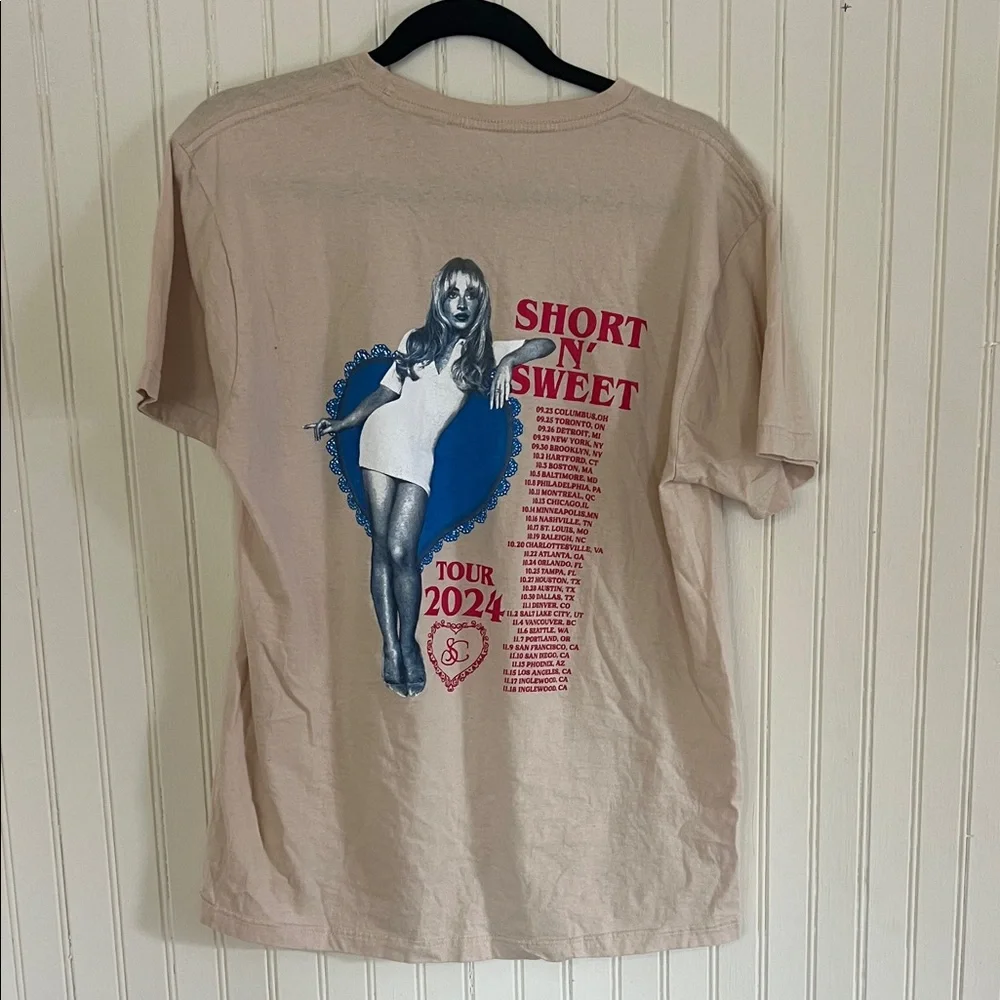 SHORT
N'
SWEET
09.23 COLUMBUS,OH
09.25 TORONTO, ON
09.26 DETROIT, MI
09.29 NEW YORK, NY
09.30 BROOKLYN, NY
10.2 HARTFORD, CT
10.3 BOSTON, MA
10.5 BALTIMORE, MD
10.8 PHILADELPHIA, PA
10.11 MONTREAL, QC
10.13 CHICAGO,IL
10.14 MINNEAPOLIS,MN
10.16 NASHVILLE, TN
10.17 ST. LOUIS, MO
10.19 RALEIGH, NC
10.20 CHARLOTTESVILLE, VA
10.22 ATLANTA, GA
10.24 ORLANDO, FL
10.25 TAMPA, FL
10.27 HOUSTON, TX
10.28 AUSTIN, TX
10.30 DALLAS, TX
11.1 DENVER, CO
11.2 SALT LAKE CITY, UT
11.4 VANCOUVER, BC
11.6 SEATTLE, WA
11.7 PORTLAND, OR
11.9 SAN FRANCISCO, CA
11.10 SAN DIEGO, CA
11.13 PHOENIX, AZ
11.15 LOS ANGELES, CA
11.17 INGLEWOOD, CA
11.18 INGLEWOOD, CA
TOUR
2024
SC